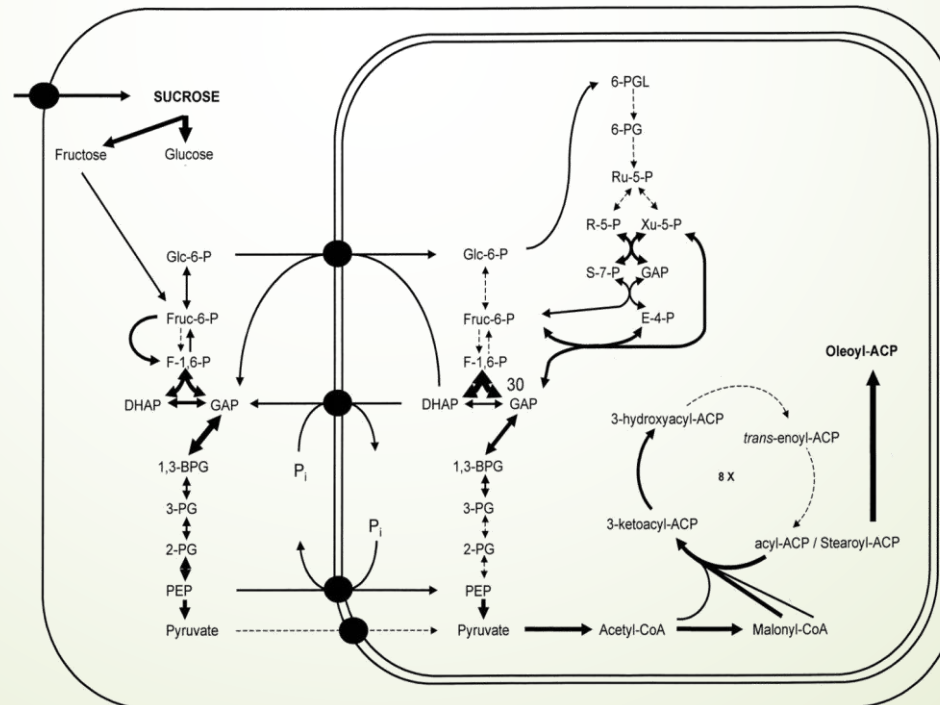 SUCROSE
Fructose
Glucose
Glc-6-P
Fruc-6-P
F-1,6-P
DHAP
GAP
1,3-BPG
3-PG
2-PG
PEP
Pyruvate
Pi
Pi
Glc-6-P
Fruc-6-P
F-1,6-P
30
DHAP
GAP
1,3-BPG
3-PG
2-PG
PEP
Pyruvate
Acetyl-CoA
Malonyl-CoA
6-PGL
6-PG
Ru-5-P
R-5-P
Xu-5-P
S-7-P
GAP
E-4-P
Oleoyl-ACP
3-hydroxyacyl-ACP
trans-enoyl-ACP
8 X
3-ketoacyl-ACP
acyl-ACP / Stearoyl-ACP